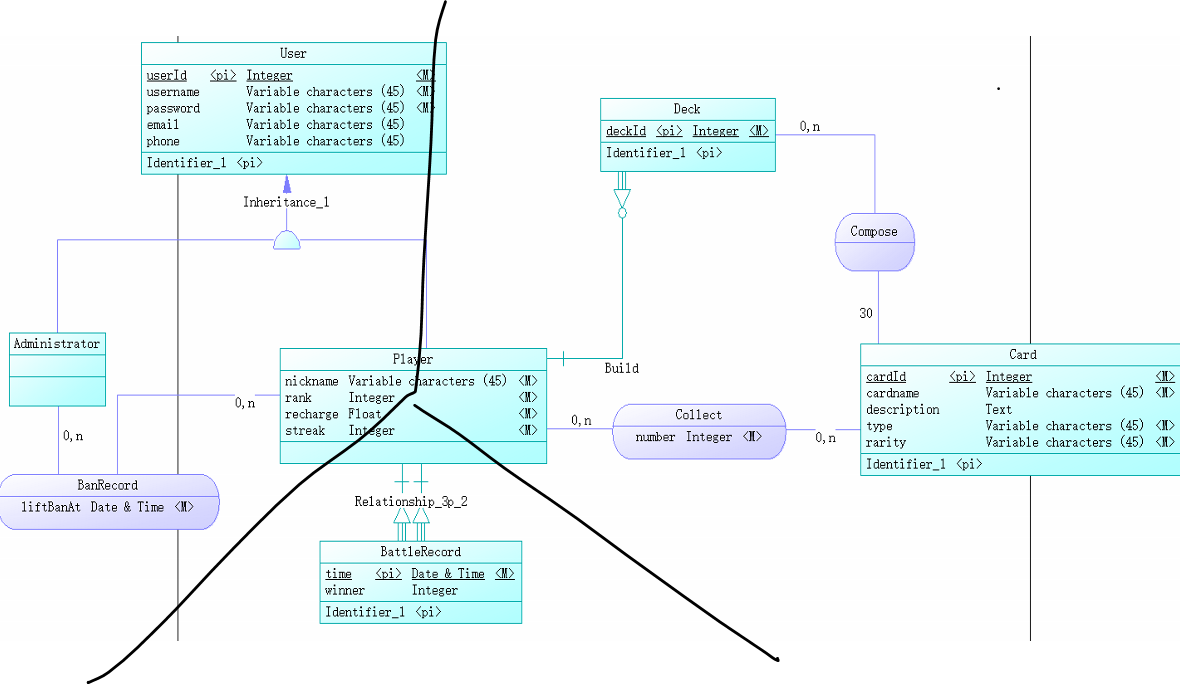 User
userId <pi> Integer <M>
username Variable characters (45) <M>
password Variable characters (45) <M>
email Variable characters (45)
phone Variable characters (45)
Identifier_1 <pi>
Inheritance_1
Deck
deckId <pi> Integer <M>
Identifier_1 <pi>
0,n
Compose
30
Administrator
0,n
0,n
BanRecord
liftBanAt Date & Time <M>
Player
nickname Variable characters (45) <M>
rank Integer <M>
recharge Float <M>
streak Integer <M>
Build
0,n
Collect
number Integer <M>
0,n
Card
cardId <pi> Integer <M>
cardname Variable characters (45) <M>
description Text
type Variable characters (45) <M>
rarity Variable characters (45) <M>
Identifier_1 <pi>
BattleRecord
time <pi> Date & Time <M>
winner Integer
Identifier_1 <pi>